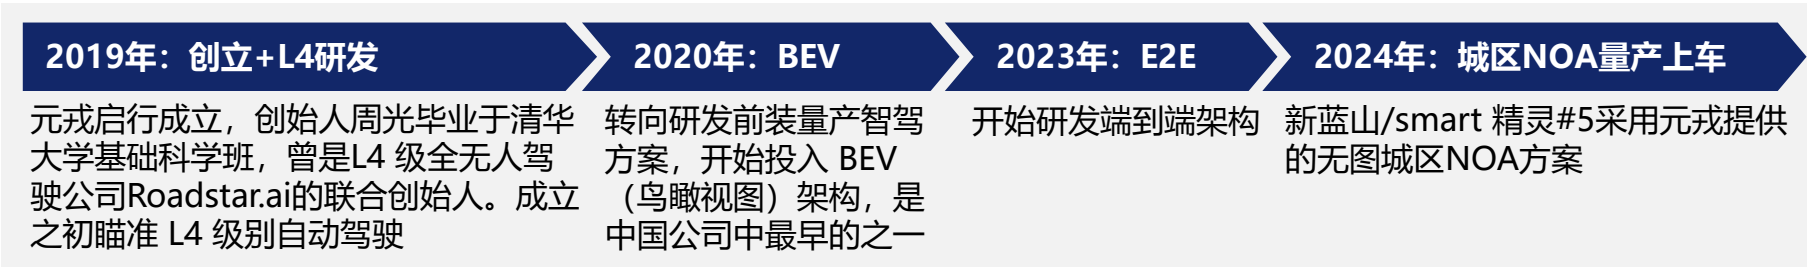 2019年：创立+L4研发
元戎启行成立，创始人周光毕业于清华
大学基础科学班，曾是L4 级全无人驾
驶公司Roadstar.ai的联合创始人。成立
之初瞄准 L4 级别自动驾驶
2020年：BEV
转向研发前装量产智驾
方案，开始投入 BEV
（鸟瞰视图）架构，是
中国公司中最早的之一
2023年：E2E
开始研发端到端架构
2024年：城区NOA量产上车
新蓝山/smart 精灵#5采用元戎提供
的无图城区NOA方案